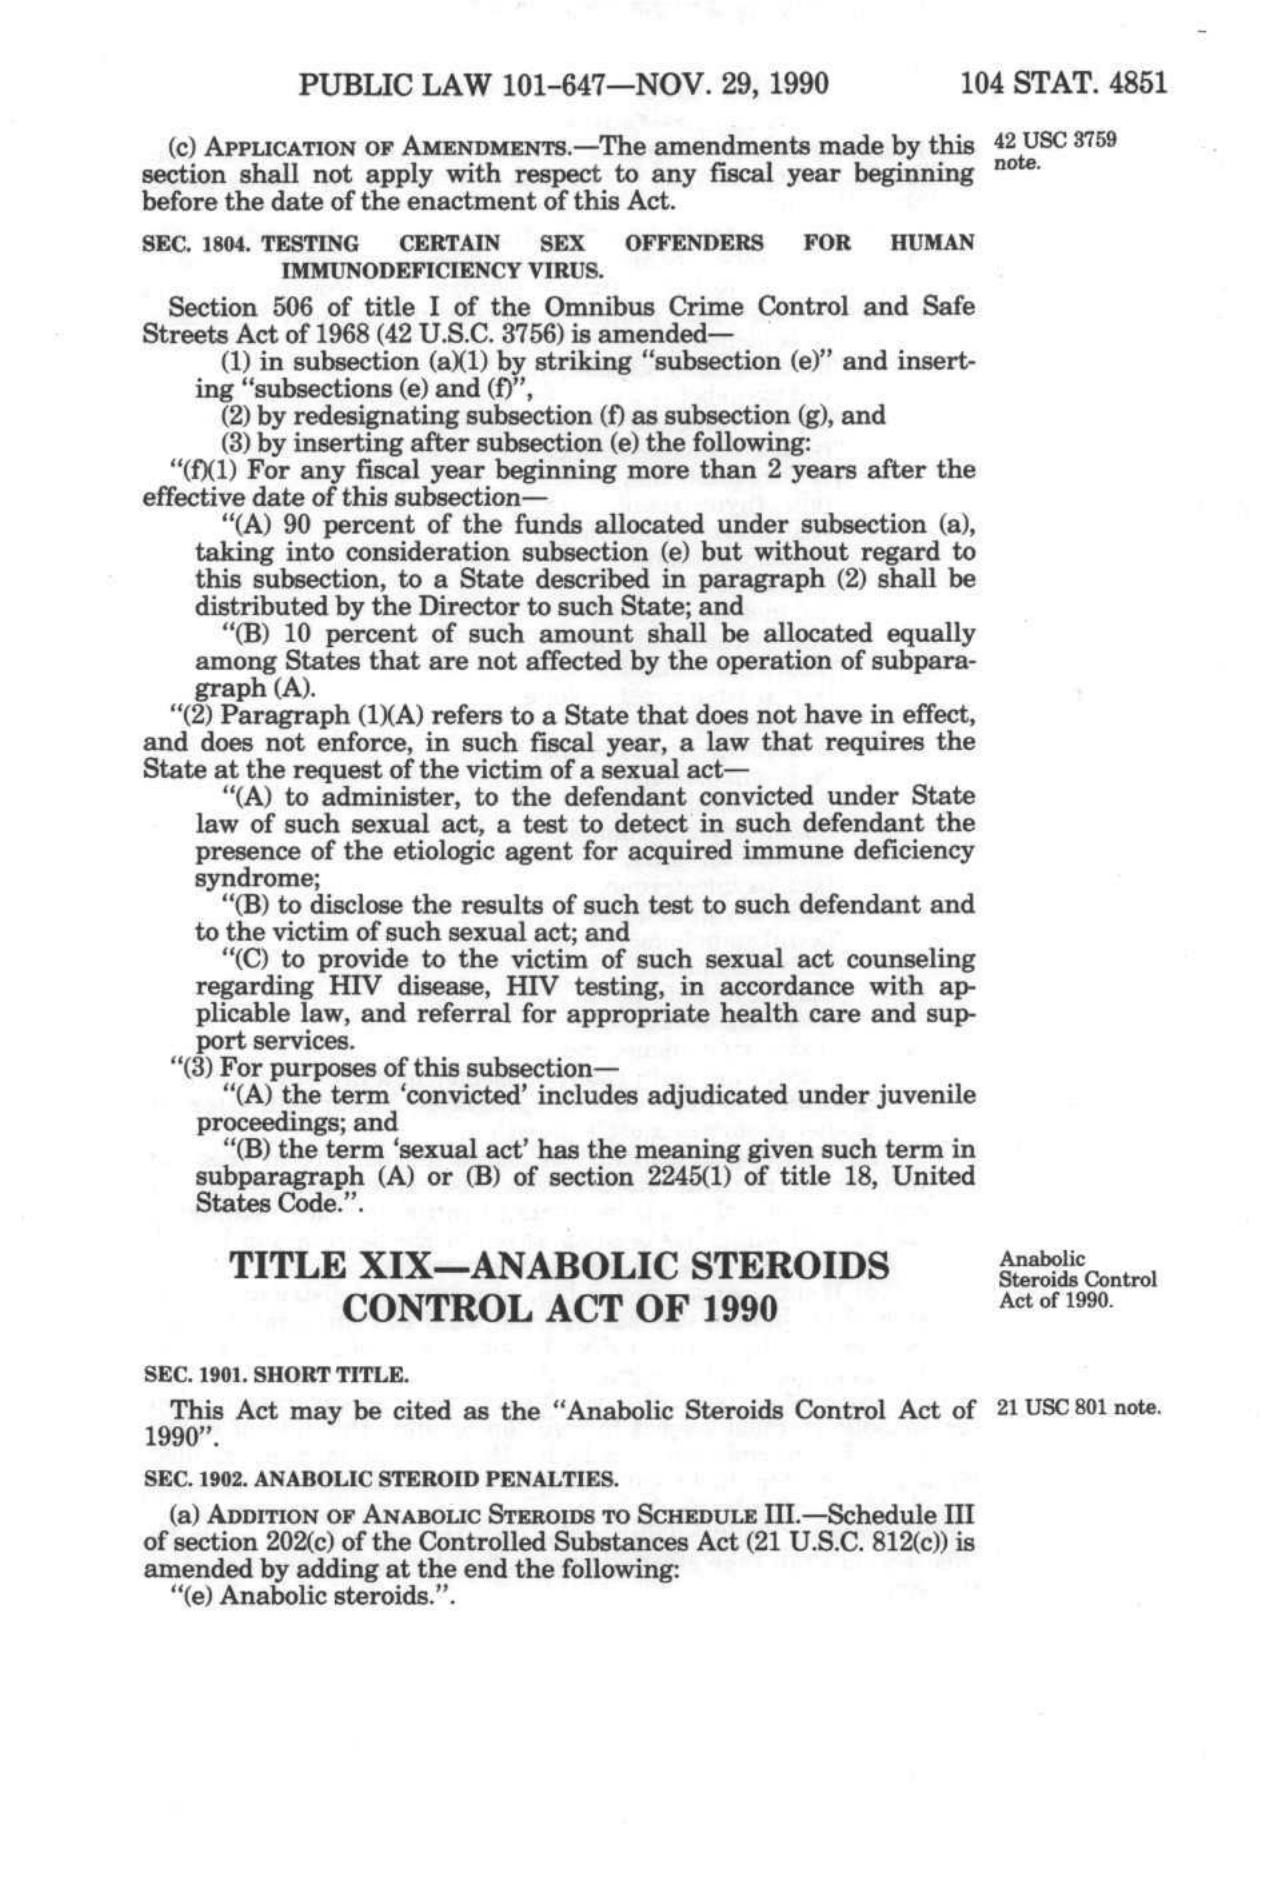 PUBLIC LAW 101–647—NOV. 29, 1990 104 STAT. 4851
(c) APPLICATION OF AMENDMENTS.—The amendments made by this
section shall not apply with respect to any fiscal year beginning
before the date of the enactment of this Act.
42 USC 3759
note.
SEC. 1804. TESTING CERTAIN SEX OFFENDERS FOR HUMAN
IMMUNODEFICIENCY VIRUS.
Section 506 of title I of the Omnibus Crime Control and Safe
Streets Act of 1968 (42 U.S.C. 3756) is amended—
(1) in subsection (a)(1) by striking "subsection (e)" and insert-
ing "subsections (e) and (f)",
(2) by redesignating subsection (f) as subsection (g), and
(3) by inserting after subsection (e) the following:
"(f)(1) For any fiscal year beginning more than 2 years after the
effective date of this subsection—
"(A) 90 percent of the funds allocated under subsection (a),
taking into consideration subsection (e) but without regard to
this subsection, to a State described in paragraph (2) shall be
distributed by the Director to such State; and
"(B) 10 percent of such amount shall be allocated equally
among States that are not affected by the operation of subpara-
graph (A).
"(2) Paragraph (1)(A) refers to a State that does not have in effect,
and does not enforce, in such fiscal year, a law that requires the
State at the request of the victim of a sexual act—
"(A) to administer, to the defendant convicted under State
law of such sexual act, a test to detect in such defendant the
presence of the etiologic agent for acquired immune deficiency
syndrome;
"(B) to disclose the results of such test to such defendant and
to the victim of such sexual act; and
"(C) to provide to the victim of such sexual act counseling
regarding HIV disease, HIV testing, in accordance with ap-
plicable law, and referral for appropriate health care and sup-
port services.
"(3) For purposes of this subsection—
"(A) the term 'convicted' includes adjudicated under juvenile
proceedings; and
"(B) the term 'sexual act' has the meaning given such term in
subparagraph (A) or (B) of section 2245(1) of title 18, United
States Code.".
TITLE XIX—ANABOLIC STEROIDS
CONTROL ACT OF 1990
Anabolic
Steroids Control
Act of 1990.
SEC. 1901. SHORT TITLE.
This Act may be cited as the "Anabolic Steroids Control Act of
1990".
21 USC 801 note.
SEC. 1902. ANABOLIC STEROID PENALTIES.
(a) ADDITION OF ANABOLIC STEROIDS TO SCHEDULE III.—Schedule III
of section 202(c) of the Controlled Substances Act (21 U.S.C. 812(c)) is
amended by adding at the end the following:
"(e) Anabolic steroids.".